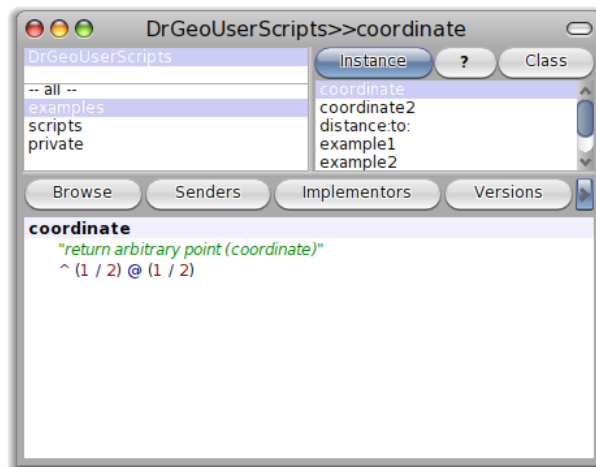 DrGeoUserScripts>>coordinate
DrGeoUserScripts
Instance ? Class
-- all --
examples
scripts
private
coordinate
coordinate2
distance:to:
example1
example2
Browse Senders Implementors Versions
coordinate
"return arbitrary point (coordinate)"
^ (1 / 2) @ (1 / 2)